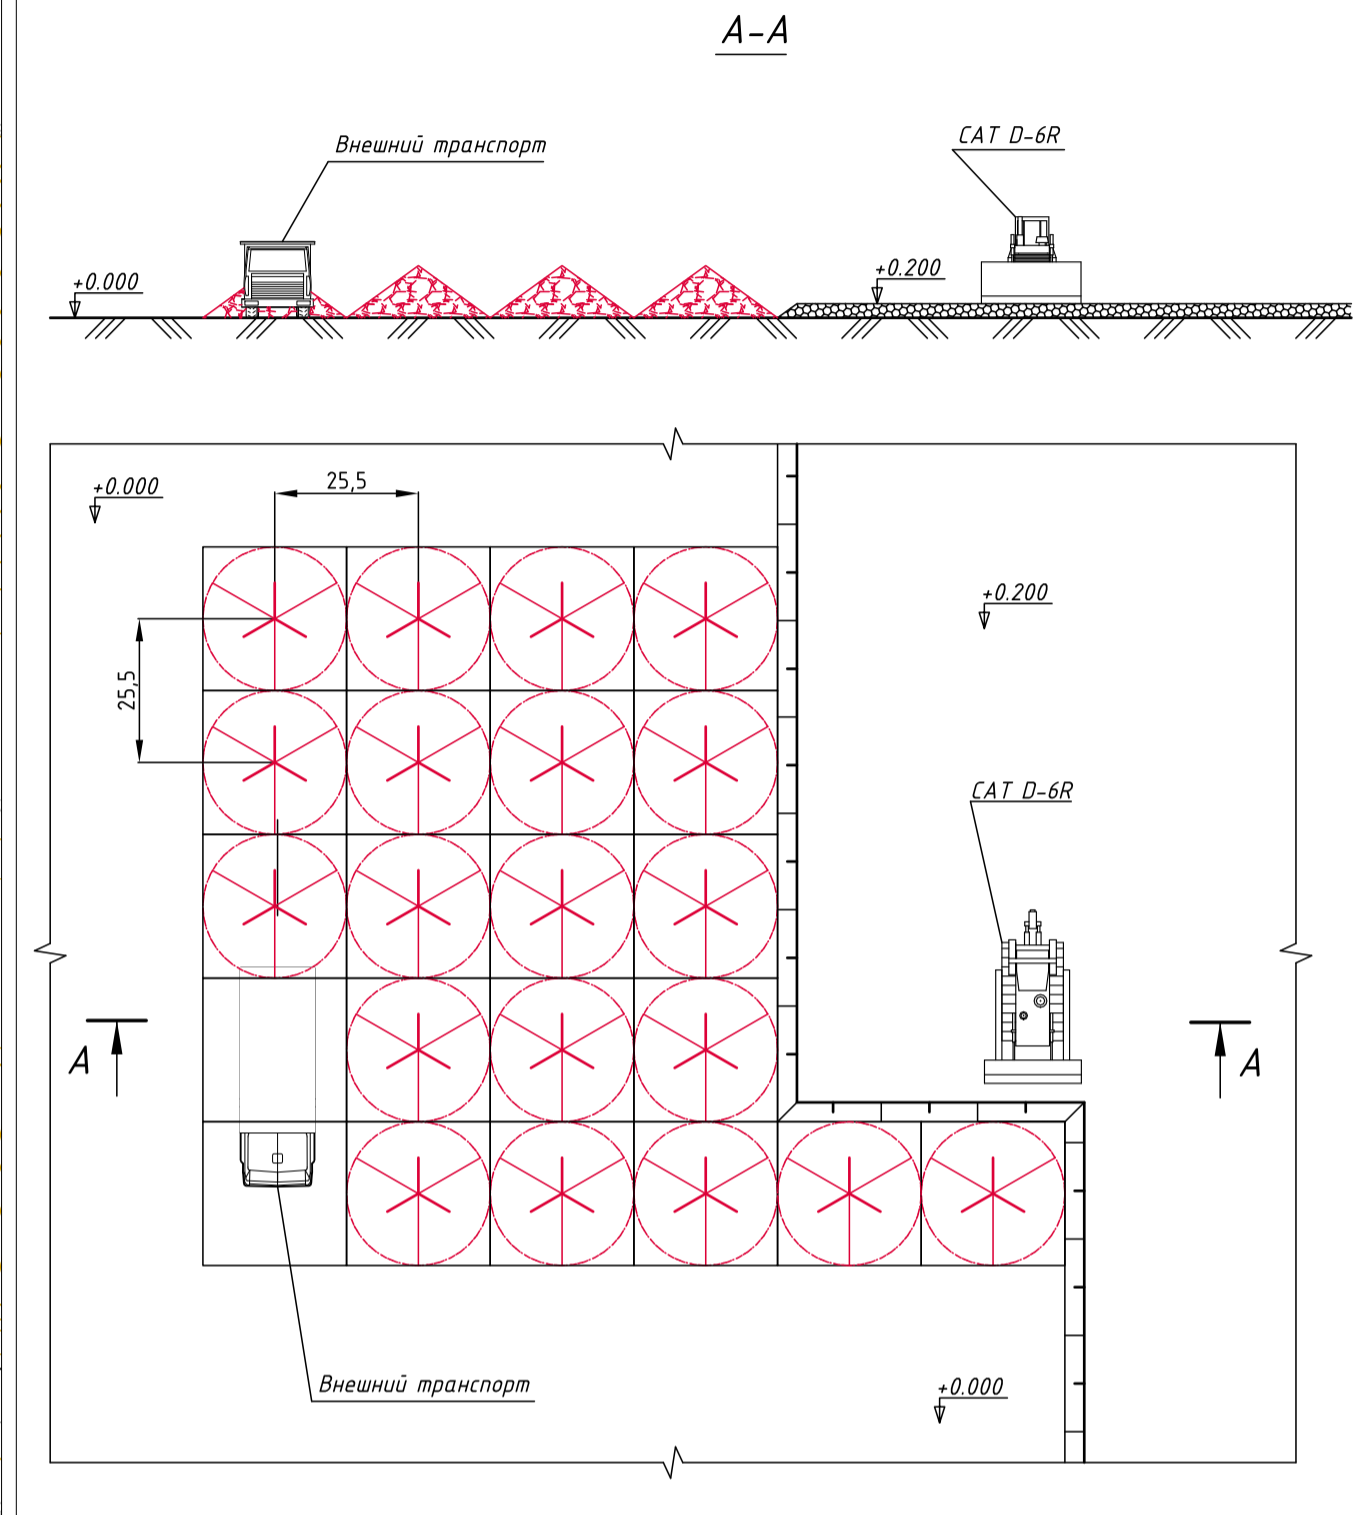 А-А
Внешний транспорт
CAT D-6R
+0.000
+0.200
+0.000
25,5
+0.200
25,5
CAT D-6R
А
А
Внешний транспорт
+0.000